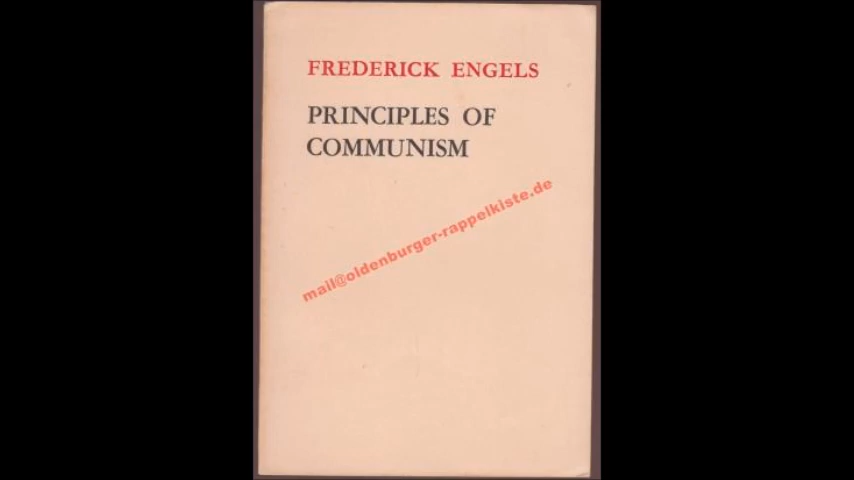 FREDERICK ENGELS
PRINCIPLES OF
COMMUNISM
mail@oldenburger-rappelkiste.de